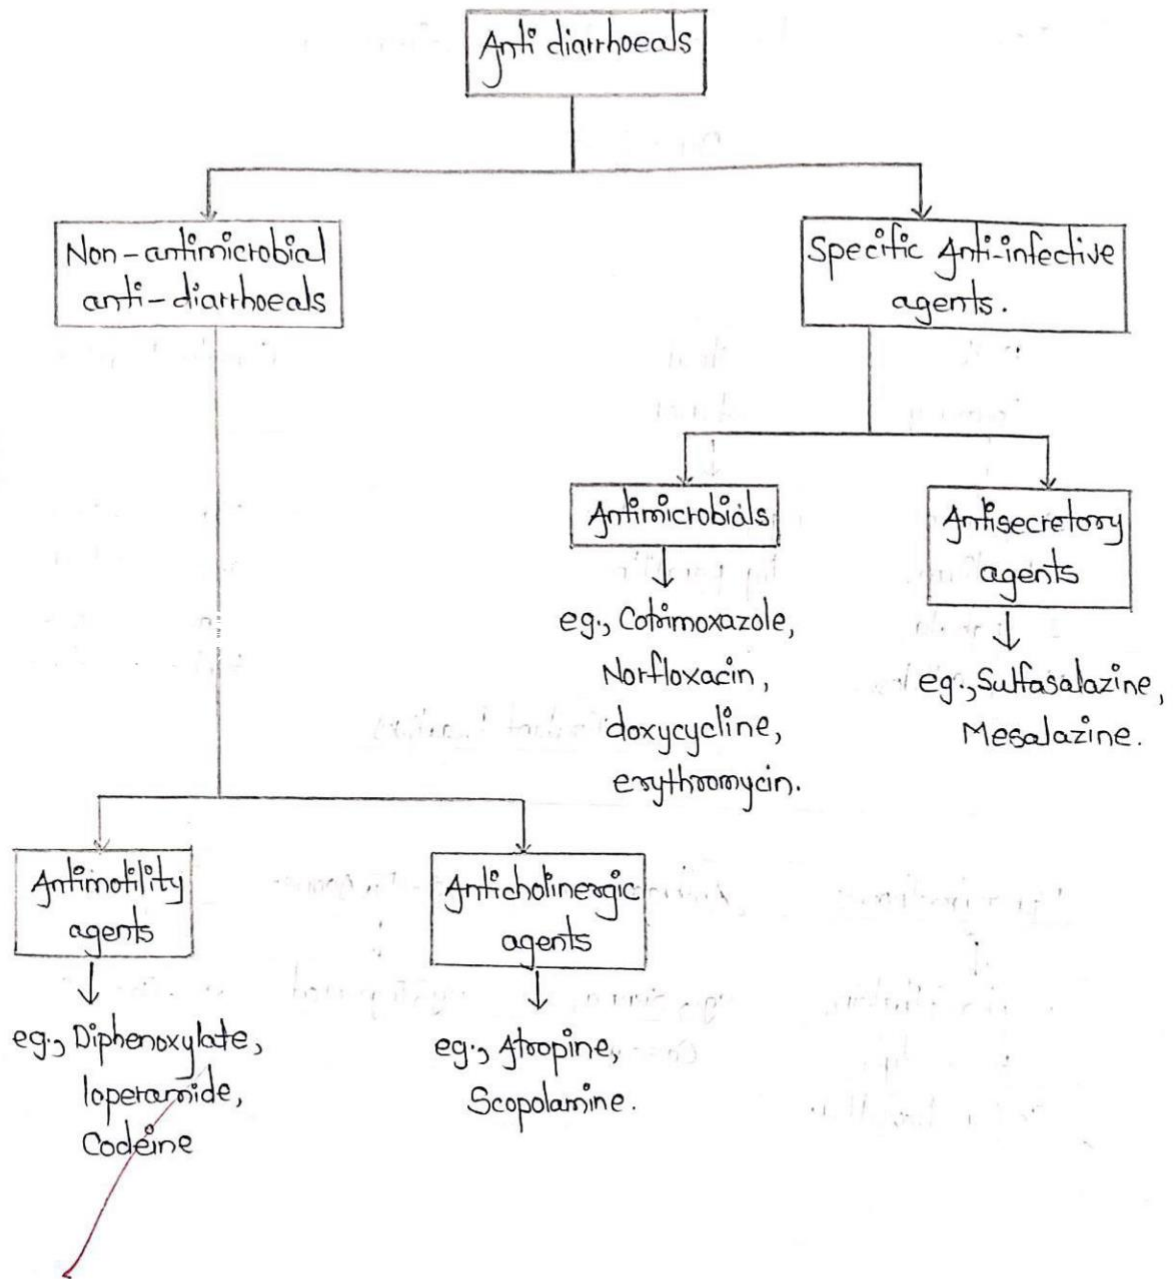 Anti diarrhoeals
Non-antimicrobial
anti-diarrhoeals
Specific Anti-infective
agents.
Antimicrobials
eg., Cotrimoxazole,
Norfloxacin,
doxycycline,
erythromycin.
Antisecretory
agents
eg., Sulfasalazine,
Mesalazine.
Antimotility
agents
eg., Diphenoxylate,
loperamide,
Codeine
Anticholinergic
agents
eg., Atropine,
Scopolamine.